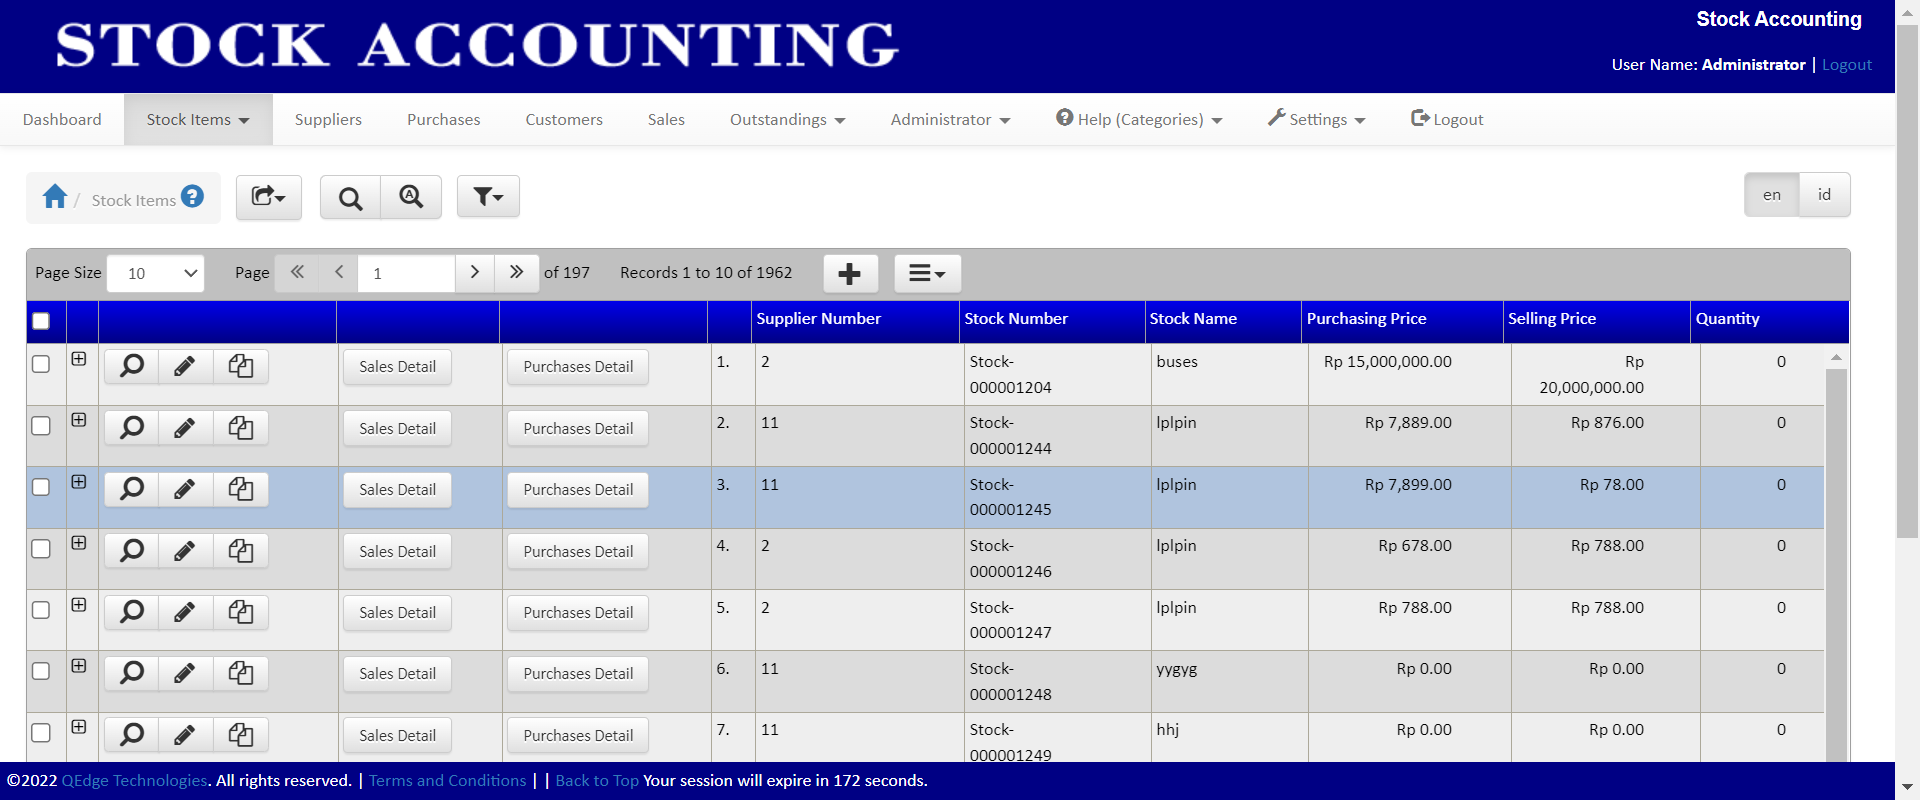 STOCK ACCOUNTING
Stock Accounting
User Name: Administrator | Logout
Dashboard Stock Items Suppliers Purchases Customers Sales Outstandings Administrator Help (Categories) Settings Logout
/ Stock Items
en id
Page Size 10 Page 1 of 197 Records 1 to 10 of 1962
Supplier Number Stock Number Stock Name Purchasing Price Selling Price Quantity
Sales Detail Purchases Detail 1. 2 Stock- buses Rp 15,000,000.00 Rp 0
000001204 20,000,000.00
Sales Detail Purchases Detail 2. 11 Stock- lplpin Rp 7,889.00 Rp 876.00 0
000001244
Sales Detail Purchases Detail 3. 11 Stock- lplpin Rp 7,899.00 Rp 78.00 0
000001245
Sales Detail Purchases Detail 4. 2 Stock- lplpin Rp 678.00 Rp 788.00 0
000001246
Sales Detail Purchases Detail 5. 2 Stock- lplpin Rp 788.00 Rp 788.00 0
000001247
Sales Detail Purchases Detail 6. 11 Stock- yygyg Rp 0.00 Rp 0.00 0
000001248
Sales Detail Purchases Detail 7. 11 Stock- hhj Rp 0.00 Rp 0.00 0
000001249
©2022 QEdge Technologies. All rights reserved. | Terms and Conditions | | Back to Top Your session will expire in 172 seconds.